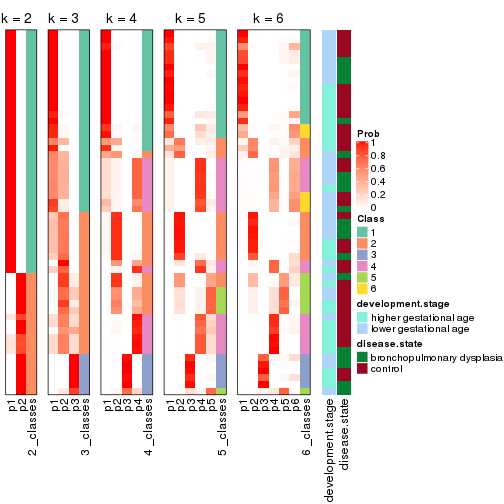 k = 2
k = 3
k = 4
k = 5
k = 6
Prob
1
0.8
0.6
0.4
0.2
0
Class
1
2
3
4
5
6
development.stage
higher gestational age
lower gestational age
disease.state
bronchopulmonary dysplasia
control
p1
p2
2_classes
p1
p2
p3
3_classes
p1
p2
p3
p4
4_classes
p1
p2
p3
p4
p5
5_classes
p1
p2
p3
p4
p5
p6
6_classes
development.stage
disease.state